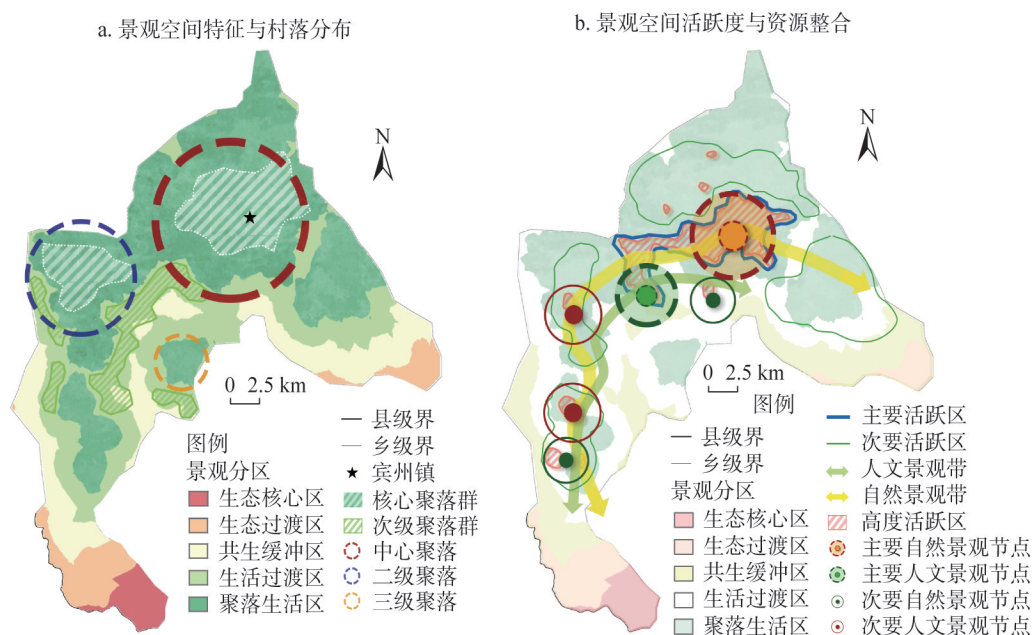 a. 景观空间特征与村落分布
N
0 2.5 km
图例
景观分区
生态核心区
生态过渡区
共生缓冲区
生活过渡区
聚落生活区
县级界
乡级界
宾州镇
核心聚落群
次级聚落群
中心聚落
二级聚落
三级聚落
b. 景观空间活跃度与资源整合
N
0 2.5 km
图例
县级界
乡级界
景观分区
生态核心区
生态过渡区
共生缓冲区
生活过渡区
聚落生活区
主要活跃区
次要活跃区
人文景观带
自然景观带
高度活跃区
主要自然景观节点
主要人文景观节点
次要自然景观节点
次要人文景观节点